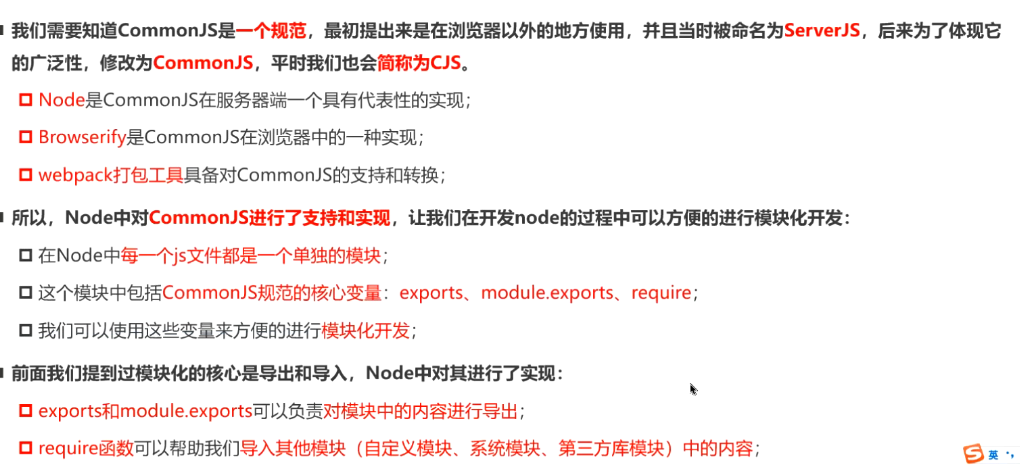 我们需要知道CommonJS是一个规范，最初提出来是在浏览器以外的地方使用，并且当时被命名为ServerJS，后来为了体现它
的广泛性，修改为CommonJS，平时我们也会简称为CJS。
Node是CommonJS在服务器端一个具有代表性的实现；
Browserify是CommonJS在浏览器中的一种实现；
webpack打包工具具备对CommonJS的支持和转换；
所以，Node中对CommonJS进行了支持和实现，让我们在开发node的过程中可以方便的进行模块化开发：
在Node中每一个js文件都是一个单独的模块；
这个模块中包括CommonJS规范的核心变量：exports、module.exports、require；
我们可以使用这些变量来方便的进行模块化开发；
前面我们提到过模块化的核心是导出和导入，Node中对其进行了实现：
exports和module.exports可以负责对模块中的内容进行导出；
require函数可以帮助我们导入其他模块（自定义模块、系统模块、第三方库模块）中的内容；
英